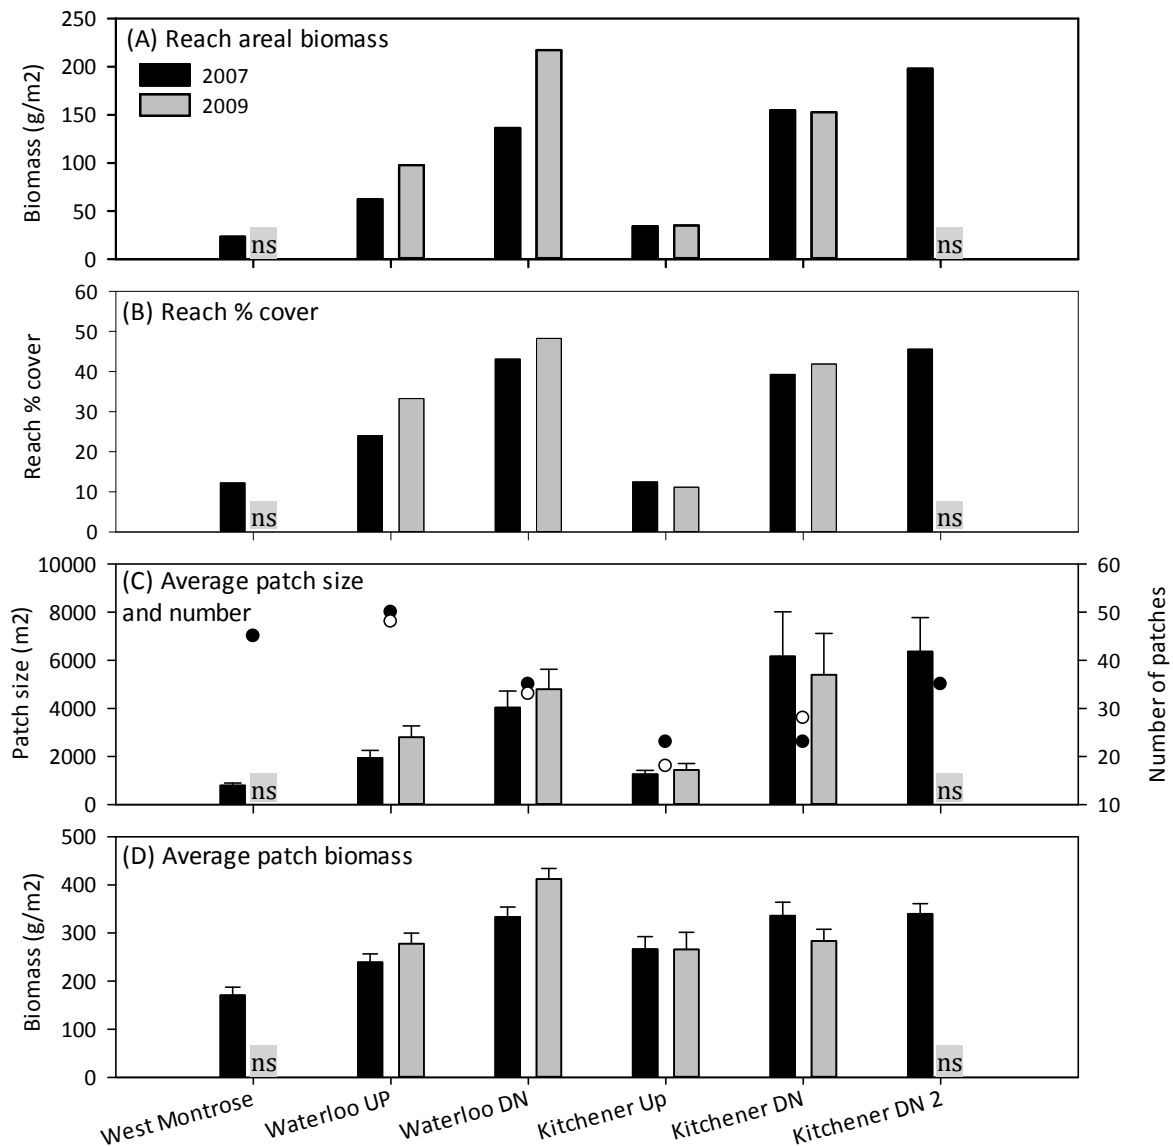 (A) Reach areal biomass
2007
2009
Biomass (g/m2)
250
200
150
100
50
0
ns
ns
(B) Reach % cover
Reach % cover
60
50
40
30
20
10
0
ns
ns
(C) Average patch size
and number
Patch size (m2)
10000
8000
6000
4000
2000
0
ns
ns
60
50
40
30
20
10
Number of patches
(D) Average patch biomass
Biomass (g/m2)
500
400
300
200
100
0
ns
ns
West Montrose
Waterloo UP
Waterloo DN
Kitchener Up
Kitchener DN
Kitchener DN 2